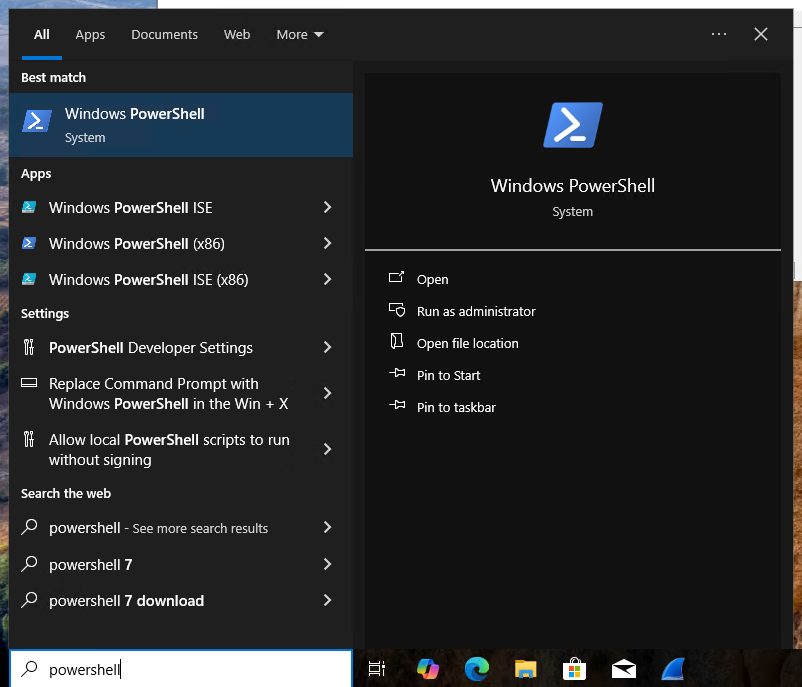 All Apps Documents Web More
Best match
Windows PowerShell
System
Apps
Windows PowerShell ISE
Windows PowerShell (x86)
Windows PowerShell ISE (x86)
Settings
PowerShell Developer Settings
Replace Command Prompt with
Windows PowerShell in the Win + X
Allow local PowerShell scripts to run
without signing
Search the web
powershell - See more search results
powershell 7
powershell 7 download
powershell
Windows PowerShell
System
Open
Run as administrator
Open file location
Pin to Start
Pin to taskbar